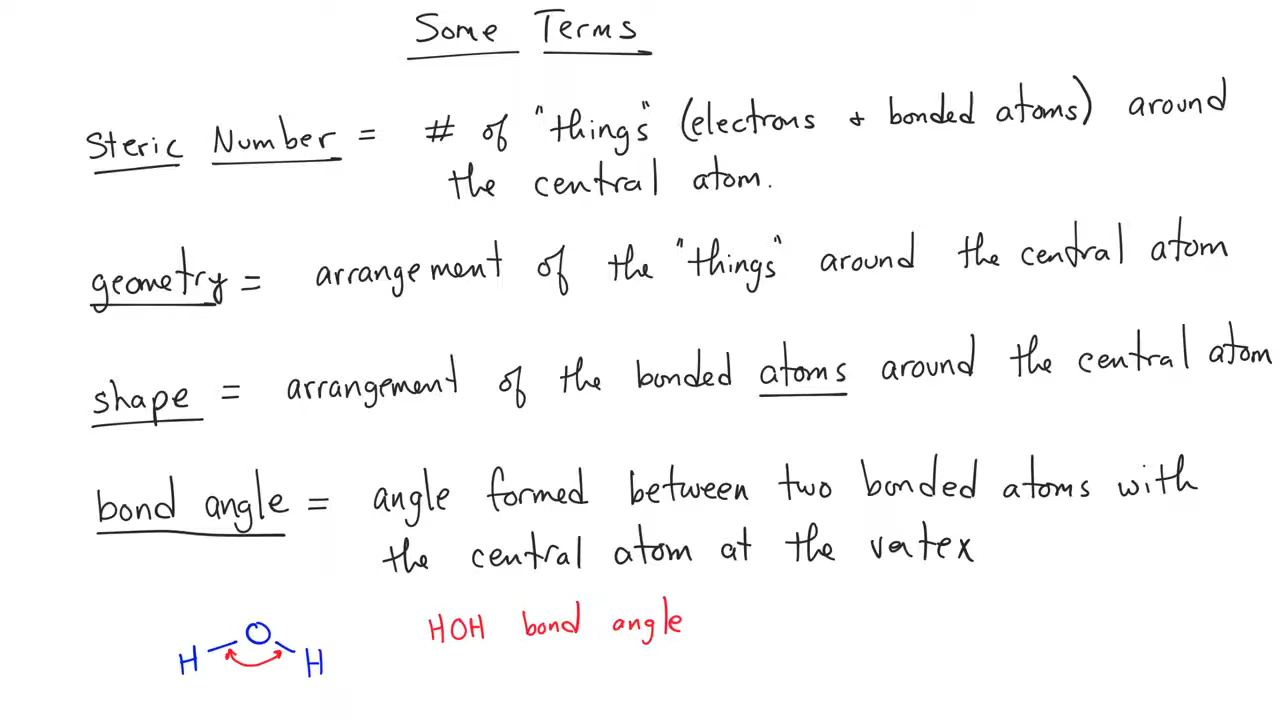 Some Terms
Steric Number = # of "things" (electrons & bonded atoms) around
the central atom.
geometry = arrangement of the "things" around the central atom
shape = arrangement of the bonded atoms around the central atom
bond angle = angle formed between two bonded atoms with
the central atom at the vertex
HOH bond angle
H O H